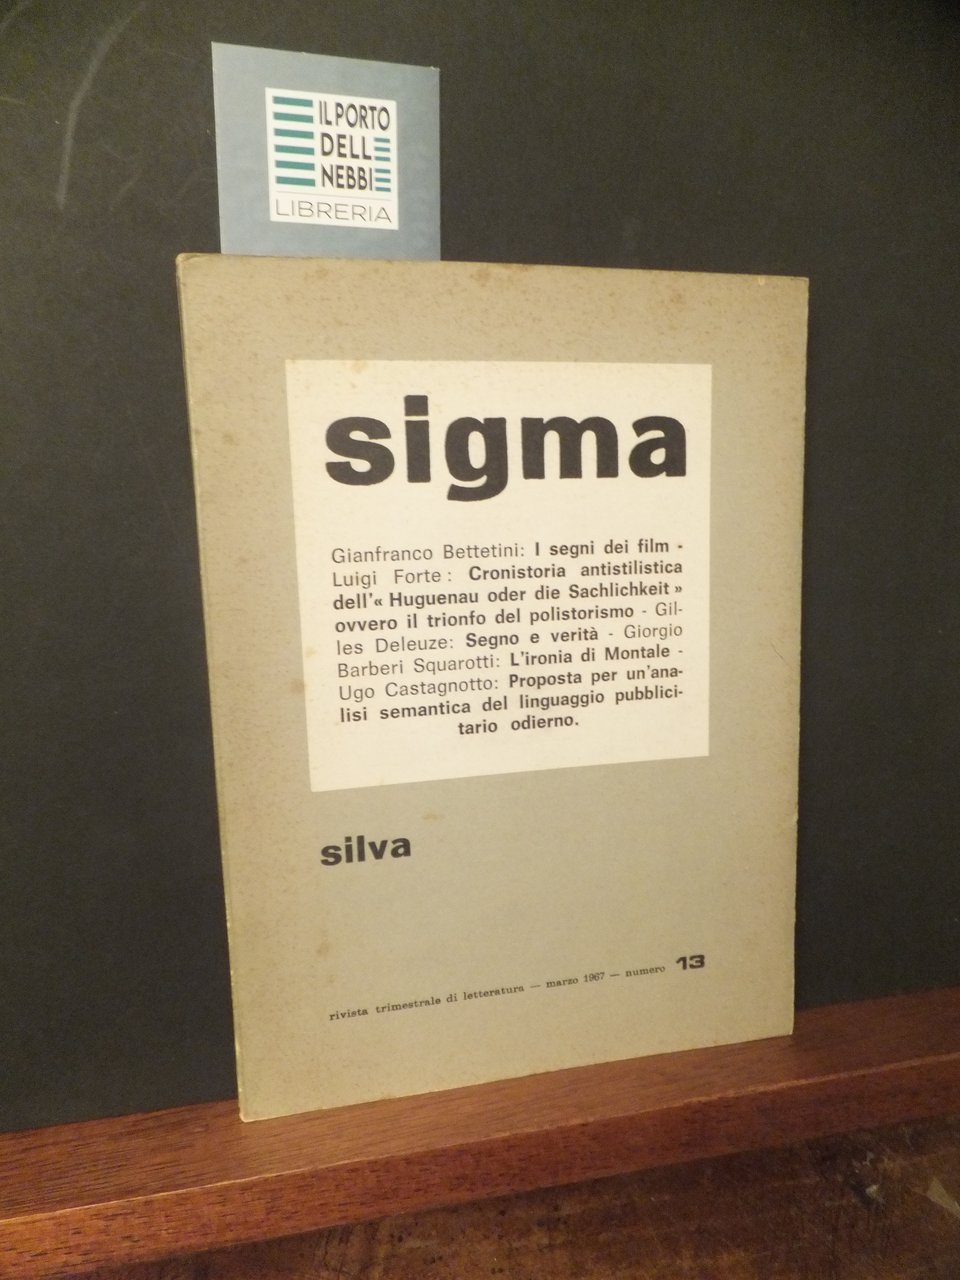 IL PORTO
DELL
NEBBI
LIBRERIA
sigma
Gianfranco Bettetini: I segni dei film -
Luigi Forte : Cronistoria antistilistica
dell'« Huguenau oder die Sachlichkeit »
ovvero il trionfo del polistorismo - Gil-
les Deleuze: Segno e verità - Giorgio
Barberi Squarotti: L'ironia di Montale -
Ugo Castagnotto: Proposta per un'ana-
lisi semantica del linguaggio pubblici-
tario odierno.
silva
rivista trimestrale di letteratura — marzo 1967 — numero 13